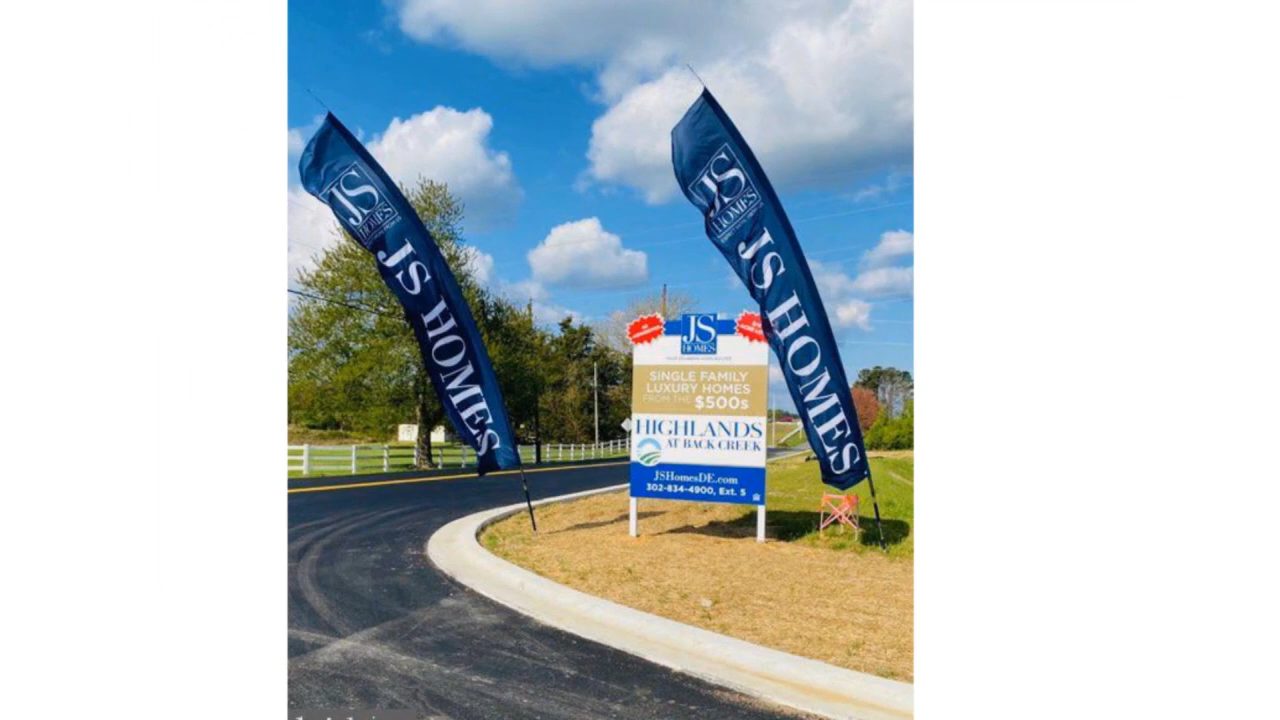 JS
HOMES
JS HOMES
JS
HOMES
JS HOMES
JS
HOMES
SINGLE FAMILY
LUXURY HOMES
FROM THE $500s
HIGHLANDS
AT BACK CREEK
JSHomesDE.com
302-834-4900, Ext. 5